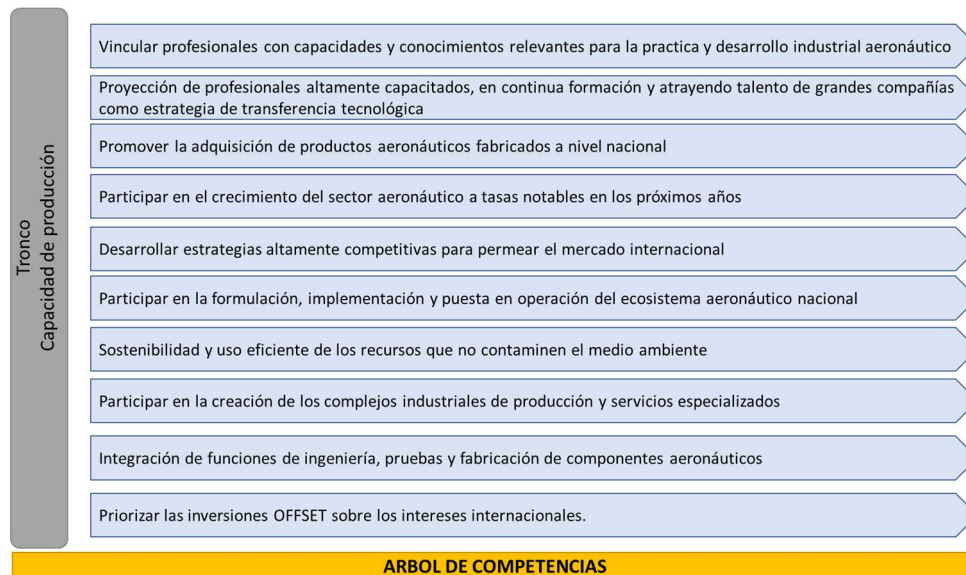 Tronco
Capacidad de producción
Vincular profesionales con capacidades y conocimientos relevantes para la practica y desarrollo industrial aeronáutico
Proyección de profesionales altamente capacitados, en continua formación y atrayendo talento de grandes compañías
como estrategia de transferencia tecnológica
Promover la adquisición de productos aeronáuticos fabricados a nivel nacional
Participar en el crecimiento del sector aeronáutico a tasas notables en los próximos años
Desarrollar estrategias altamente competitivas para permear el mercado internacional
Participar en la formulación, implementación y puesta en operación del ecosistema aeronáutico nacional
Sostenibilidad y uso eficiente de los recursos que no contaminen el medio ambiente
Participar en la creación de los complejos industriales de producción y servicios especializados
Integración de funciones de ingeniería, pruebas y fabricación de componentes aeronáuticos
Priorizar las inversiones OFFSET sobre los intereses internacionales.
ARBOL DE COMPETENCIAS